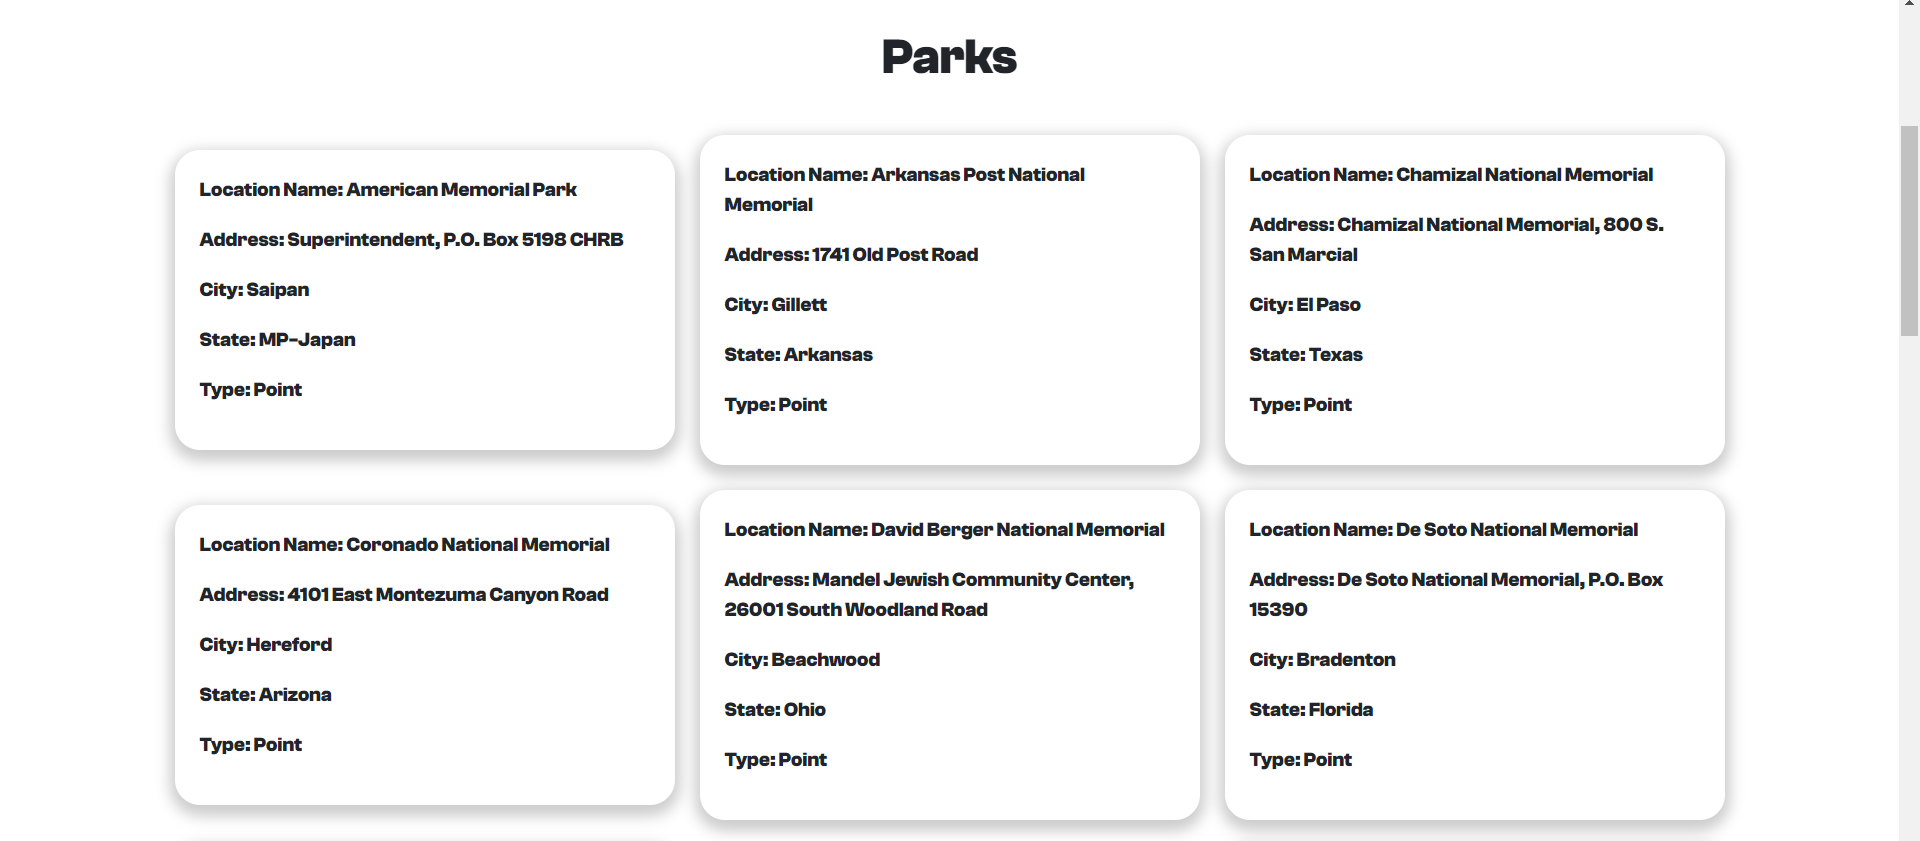 Parks
Location Name: American Memorial Park
Address: Superintendent, P.O. Box 5198 CHRB
City: Saipan
State: MP-Japan
Type: Point
Location Name: Arkansas Post National
Memorial
Address: 1741 Old Post Road
City: Gillett
State: Arkansas
Type: Point
Location Name: Chamizal National Memorial
Address: Chamizal National Memorial, 800 S.
San Marcial
City: El Paso
State: Texas
Type: Point
Location Name: Coronado National Memorial
Address: 4101 East Montezuma Canyon Road
City: Hereford
State: Arizona
Type: Point
Location Name: David Berger National Memorial
Address: Mandel Jewish Community Center,
26001 South Woodland Road
City: Beachwood
State: Ohio
Type: Point
Location Name: De Soto National Memorial
Address: De Soto National Memorial, P.O. Box
15390
City: Bradenton
State: Florida
Type: Point